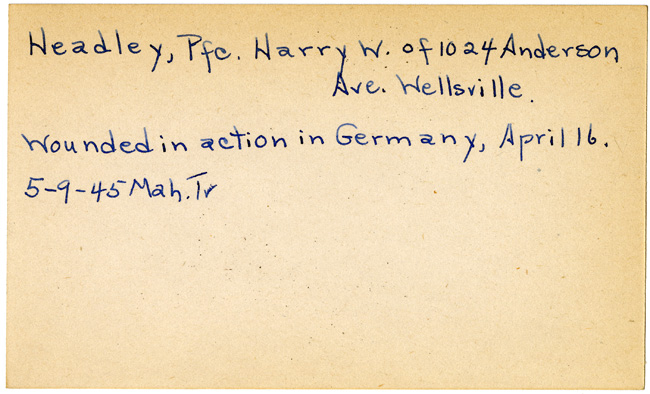 Headley, Pfc. Harry W. of 1024 Anderson
Ave. Wellsville.
Wounded in action in Germany, April 16.
5-9-45 Mah. Tr